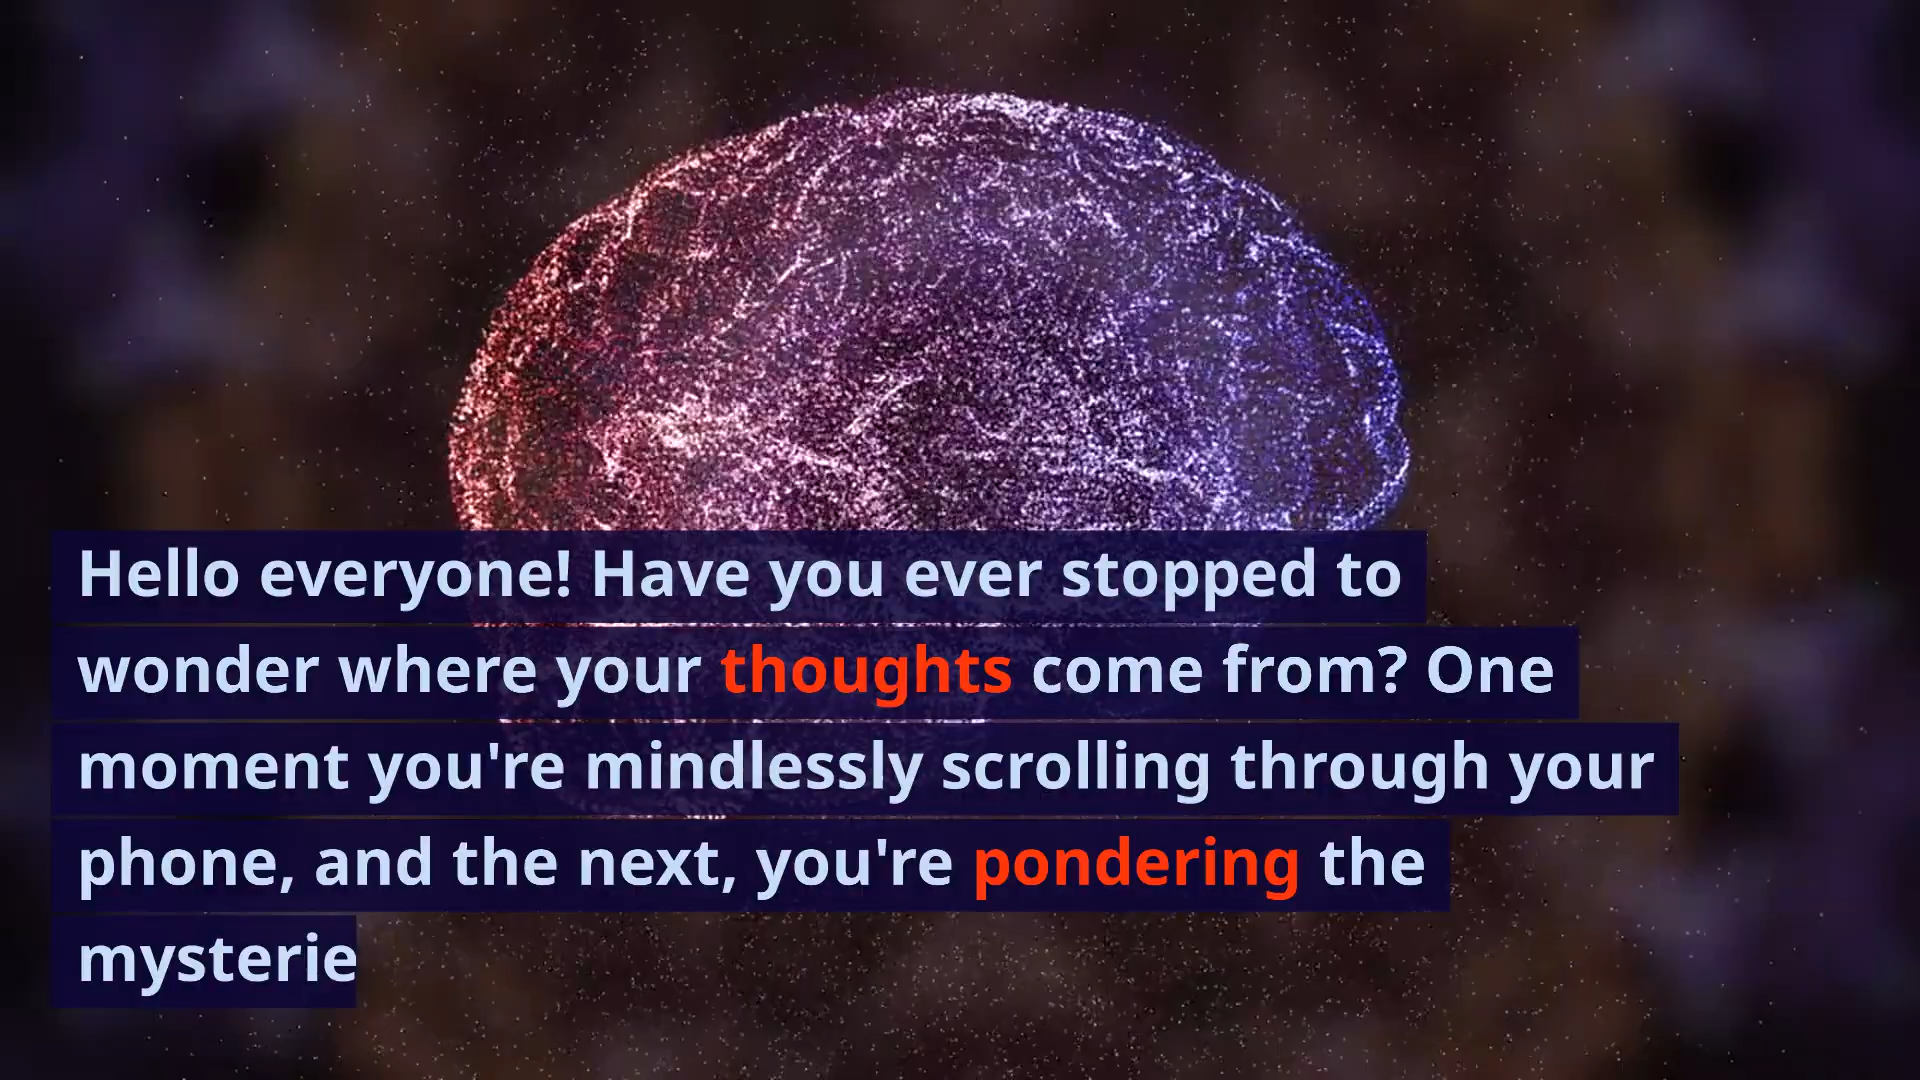 Hello everyone! Have you ever stopped to
wonder where your thoughts come from? One
moment you're mindlessly scrolling through your
phone, and the next, you're pondering the
mysterie